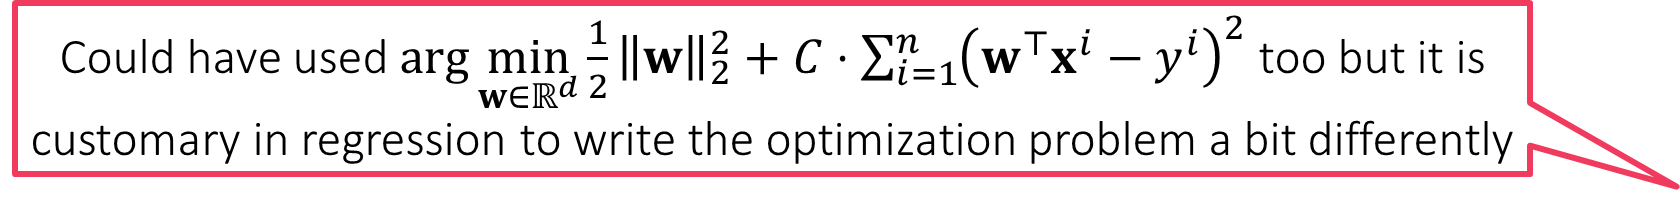 Could have used arg min_{𝐰∈ℝ^d} 1/2 ‖𝐰‖₂² + C · ∑_{i=1}^{n} (𝐰^⊤𝐱^i − y^i)² too but it is
customary in regression to write the optimization problem a bit differently